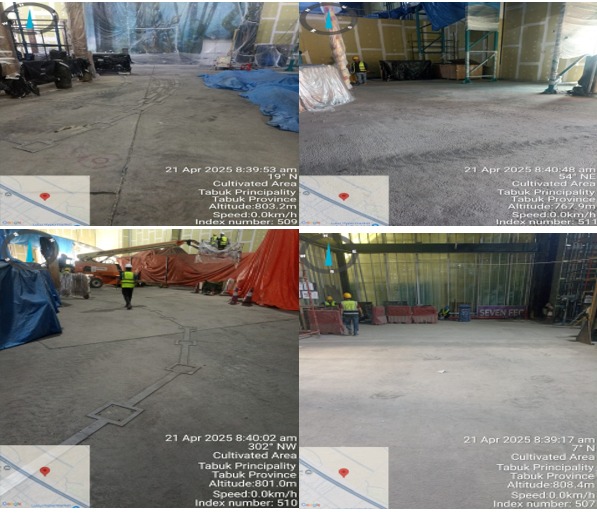 21 Apr 2025 8:39:53 am
19° N
Cultivated Area
Tabuk Principality
Tabuk Province
Altitude:803.2m
Speed:0.0km/h
Index number: 509
Google
21 Apr 2025 8:40:48 am
54° NE
Cultivated Area
Tabuk Principality
Tabuk Province
Altitude:767.9m
Speed:0.0km/h
Index number: 511
Google
21 Apr 2025 8:40:02 am
302° NW
Cultivated Area
Tabuk Principality
Tabuk Province
Altitude:801.0m
Speed:0.0km/h
Index number: 510
Google
SEVEN
21 Apr 2025 8:39:17 am
7° N
Cultivated Area
Tabuk Principality
Tabuk Province
Altitude:808.4m
Speed:0.0km/h
Index number: 507
Google